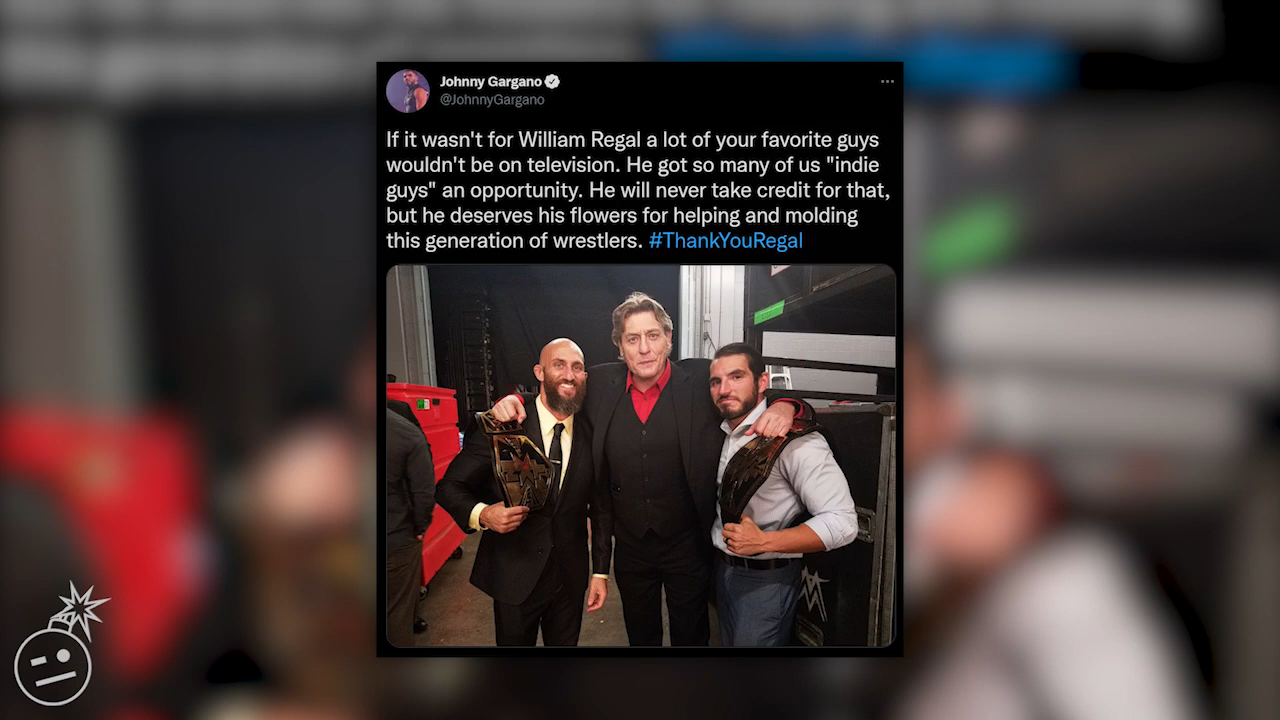 Johnny Gargano
@JohnnyGargano
If it wasn't for William Regal a lot of your favorite guys
wouldn't be on television. He got so many of us "indie
guys" an opportunity. He will never take credit for that,
but he deserves his flowers for helping and molding
this generation of wrestlers. #ThankYouRegal